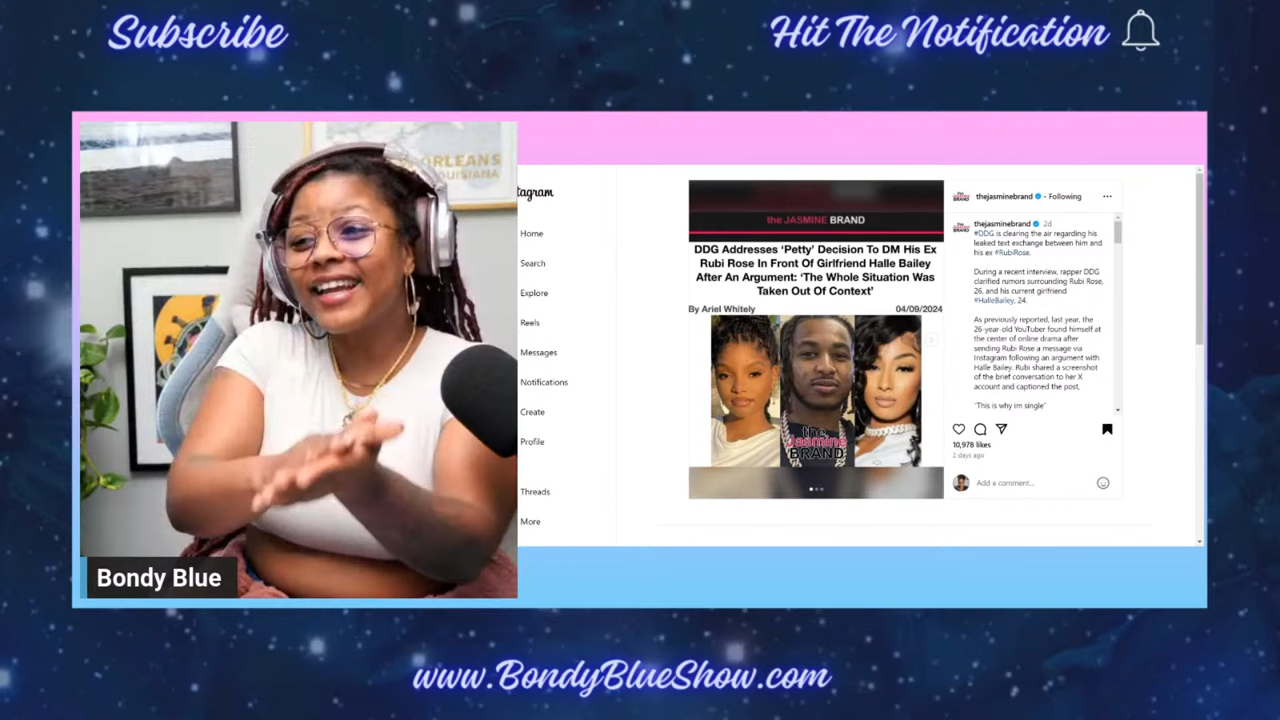 Subscribe
Hit The Notification
ORLEANS
LOUISIANA
tagram
Home
Search
Explore
Reels
Messages
Notifications
Create
Profile
Threads
More
the JASMINE BRAND
DDG Addresses ‘Petty’ Decision To DM His Ex
Rubi Rose In Front Of Girlfriend Halle Bailey
After An Argument: ‘The Whole Situation Was
Taken Out Of Context’
By Ariel Whitely 04/09/2024
the
Jasmine
BRAND
thejasminebrand • Following
thejasminebrand 2d
#DDG is clearing the air regarding his
leaked text exchange between him and
his ex #RubiRose.
During a recent interview, rapper DDG
clarified rumors surrounding Rubi Rose,
26, and his current girlfriend
#HalleBailey, 24.
As previously reported, last year, the
26-year-old YouTuber found himself at
the center of online drama after
sending Rubi Rose a message via
Instagram following an argument with
Halle Bailey. Rubi shared a screenshot
of the brief conversation to her X
account and captioned the post,
“This is why im single”
10,978 likes
2 days ago
Add a comment...
Bondy Blue
www.BondyBlueShow.com